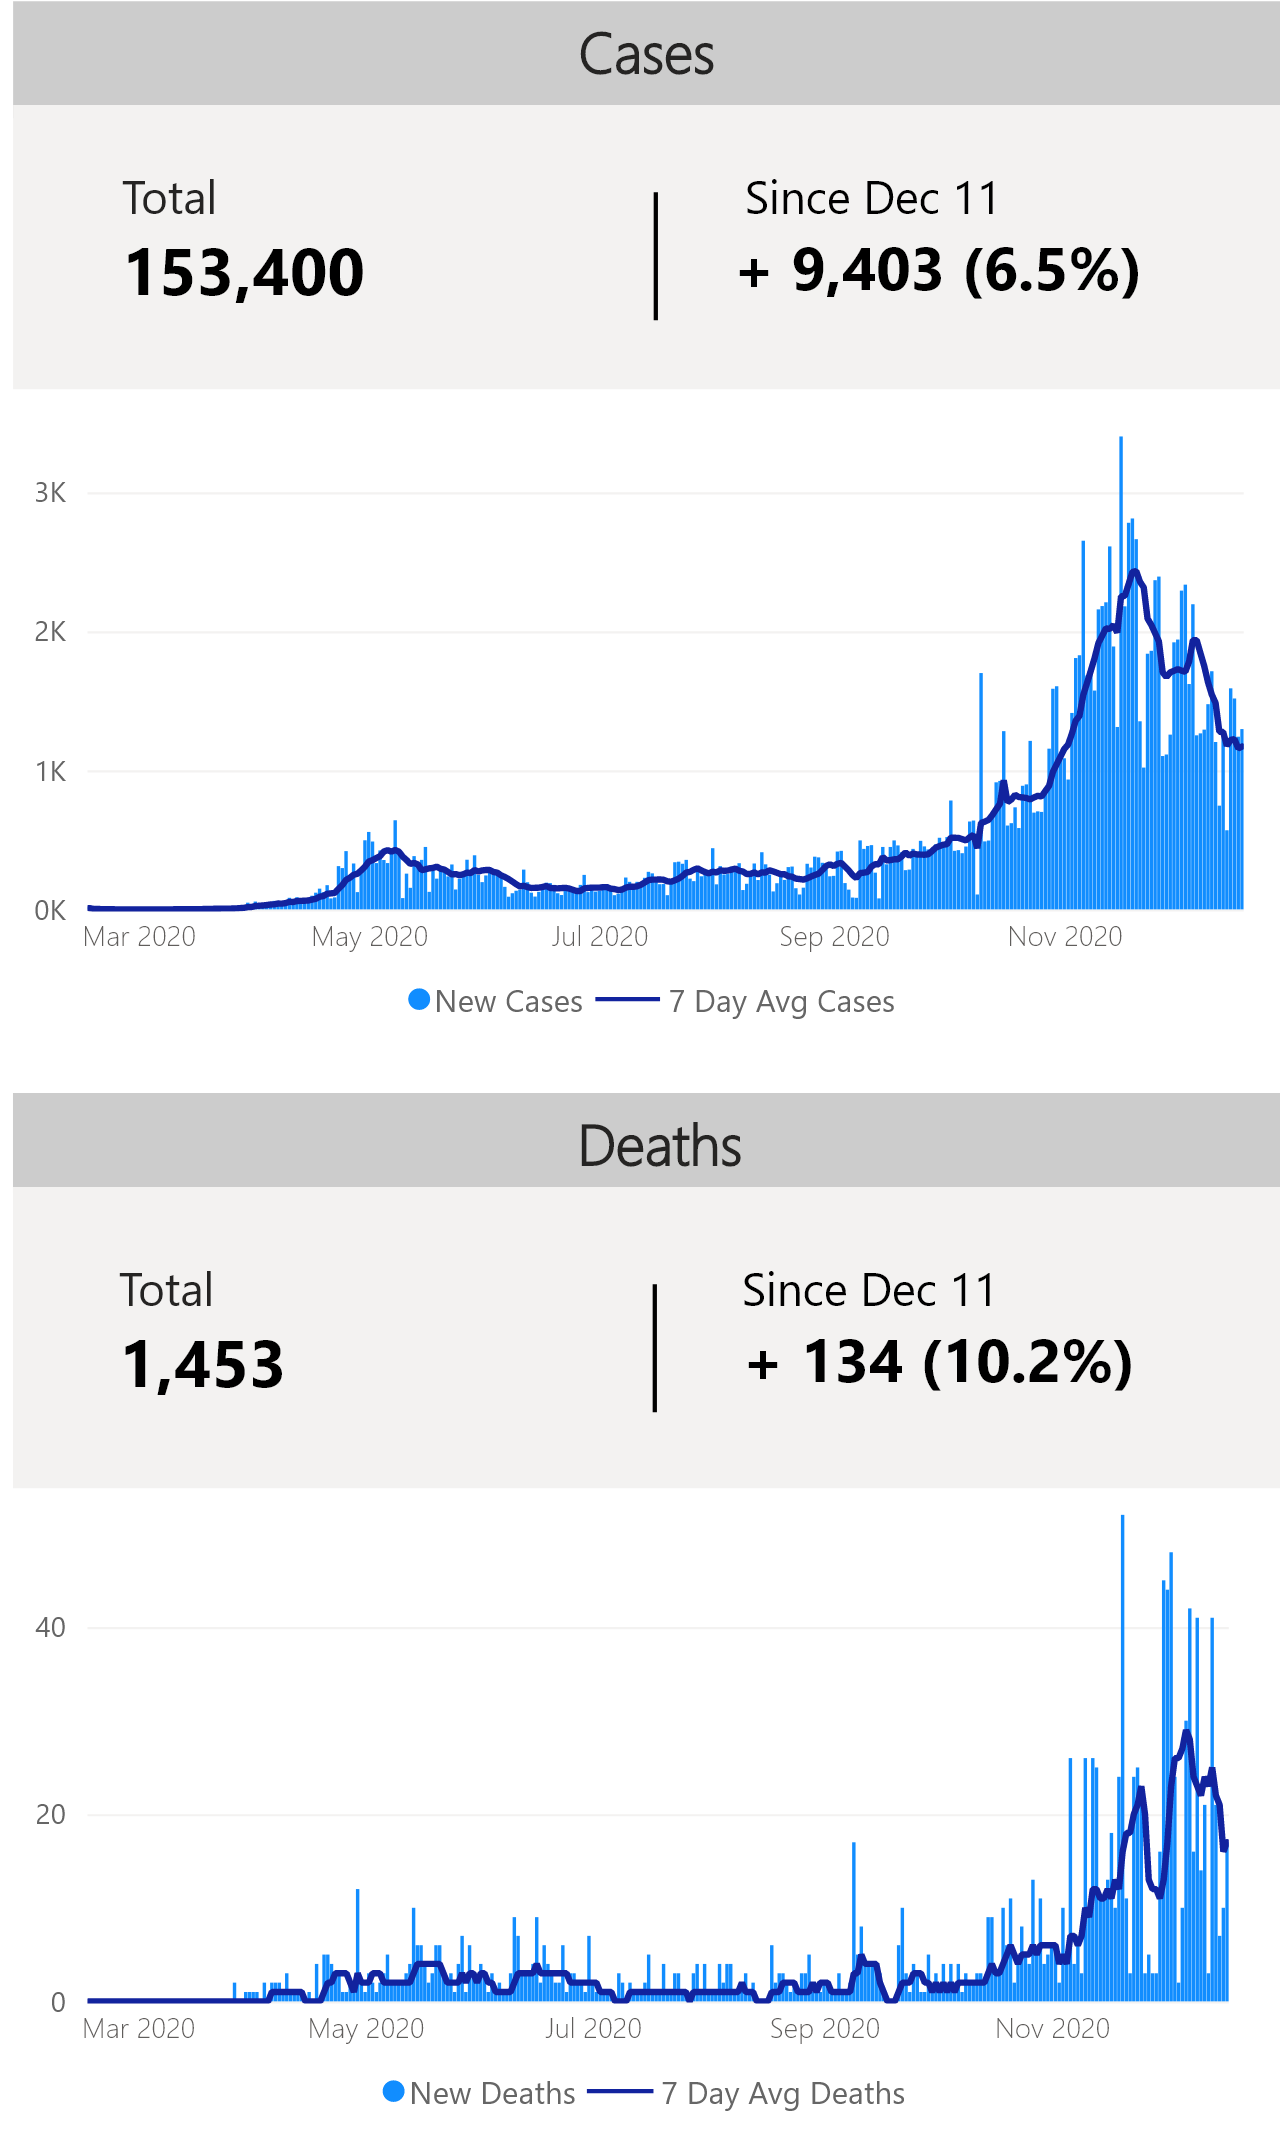 Cases
Total
Since Dec 11
153,400
+ 9,403 (6.5%)
3K
2K
1K
0K
Mar 2020
May 2020
Jul 2020
Sep 2020
Nov 2020
New Cases
7 Day Avg Cases
Deaths
Total
Since Dec 11
1,453
+ 134 (10.2%)
40
20
0
Mar 2020
May 2020
Jul 2020
Sep 2020
Nov 2020
New Deaths
7 Day Avg Deaths